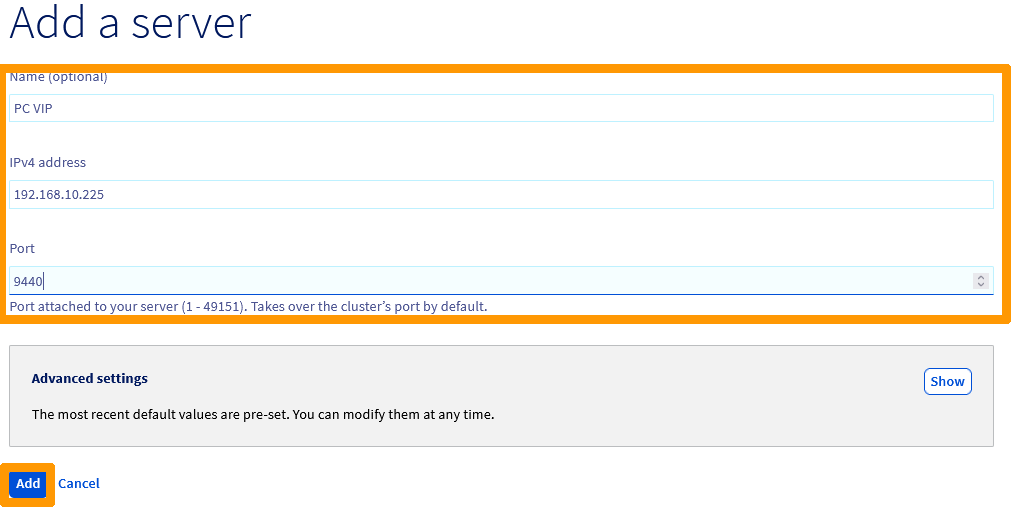 Add a server
Name (optional)
PC VIP
IPv4 address
192.168.10.225
Port
9440
Port attached to your server (1 - 49151). Takes over the cluster’s port by default.
Advanced settings
Show
The most recent default values are pre-set. You can modify them at any time.
Add Cancel